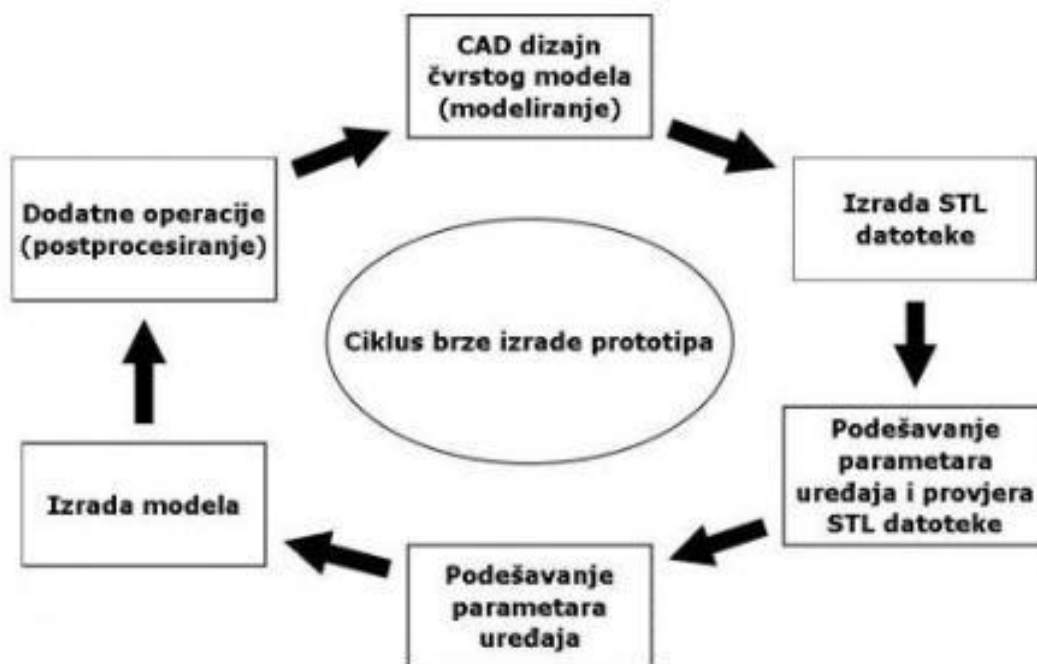 CAD dizajn
čvrstog modela
(modeliranje)
Izrada STL
datoteke
Podešavanje
parametara
uređaja i provjera
STL datoteke
Podešavanje
parametara
uređaja
Izrada modela
Dodatne operacije
(postprocesiranje)
Ciklus brze izrade prototipa